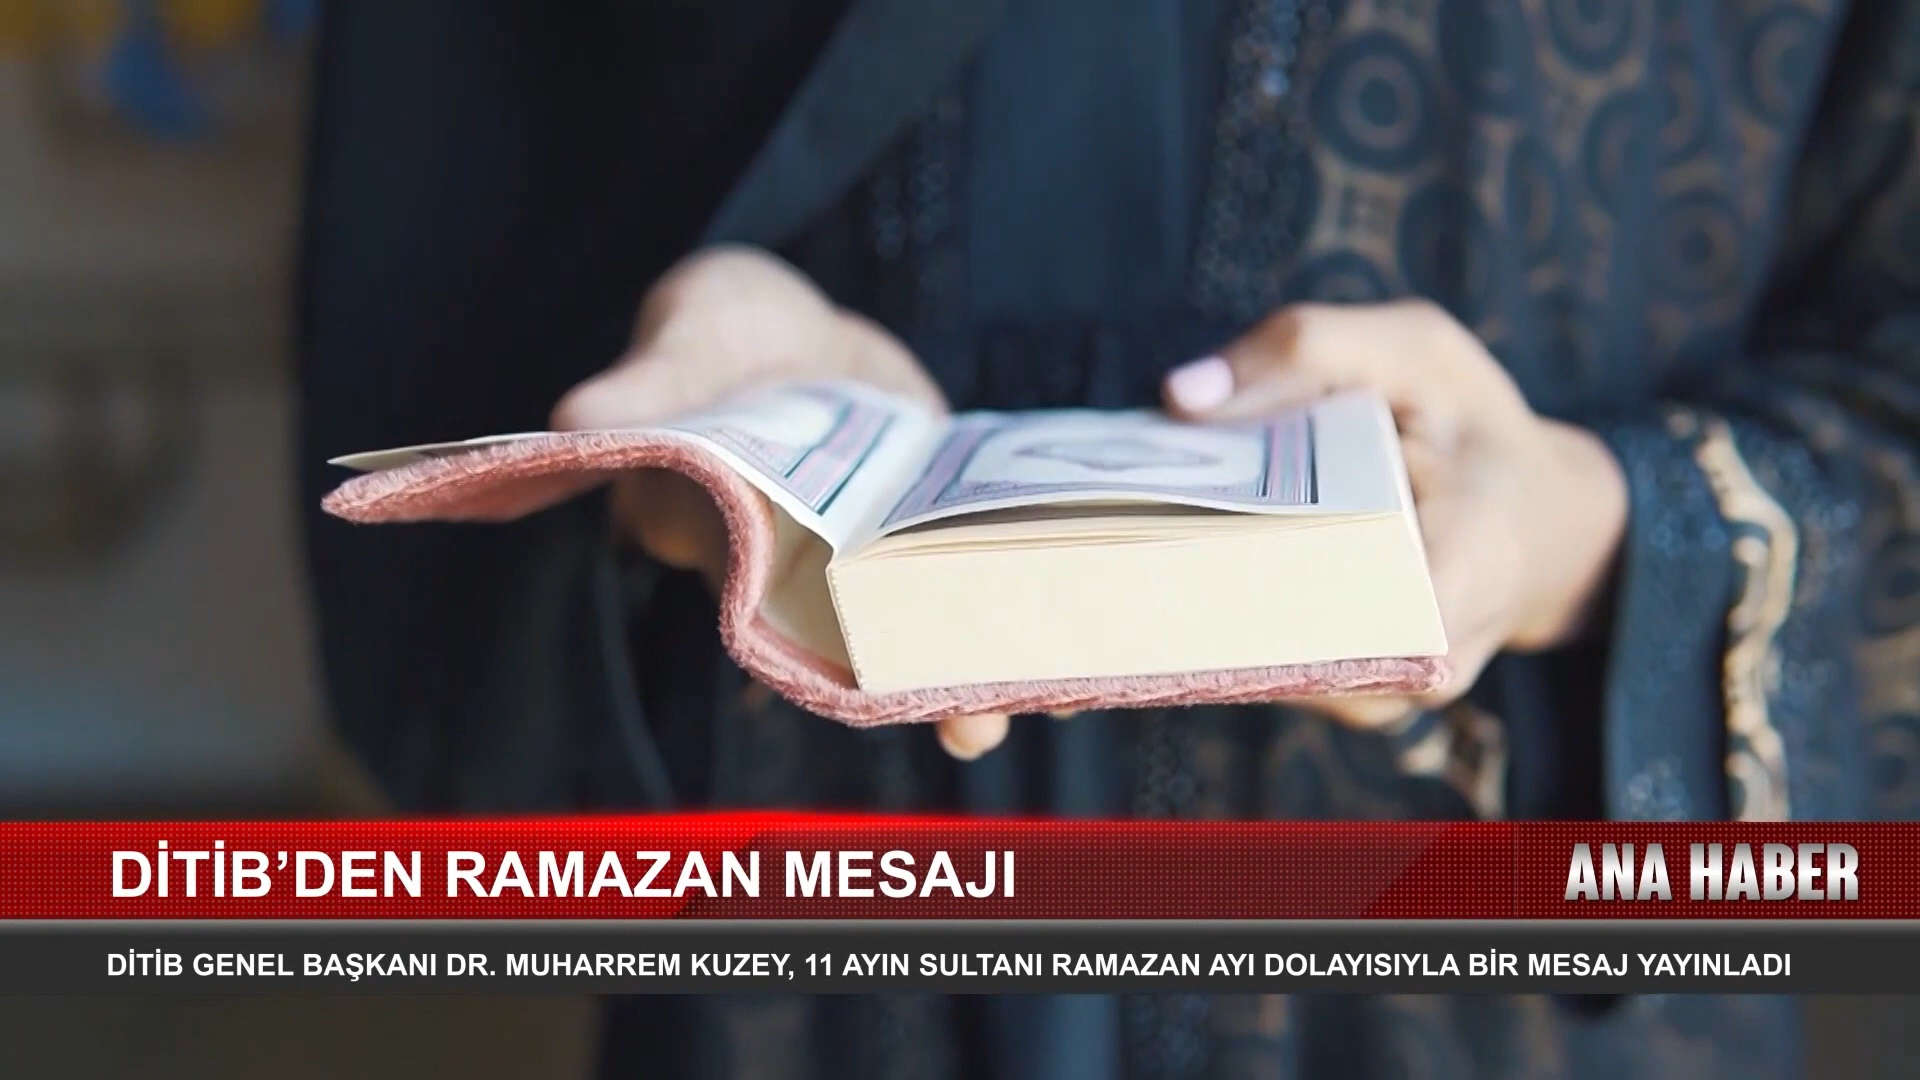 DİTİB’DEN RAMAZAN MESAJI
ANA HABER
DİTİB GENEL BAŞKANI DR. MUHARREM KUZEY, 11 AYIN SULTANI RAMAZAN AYI DOLAYISIYLA BİR MESAJ YAYINLADI